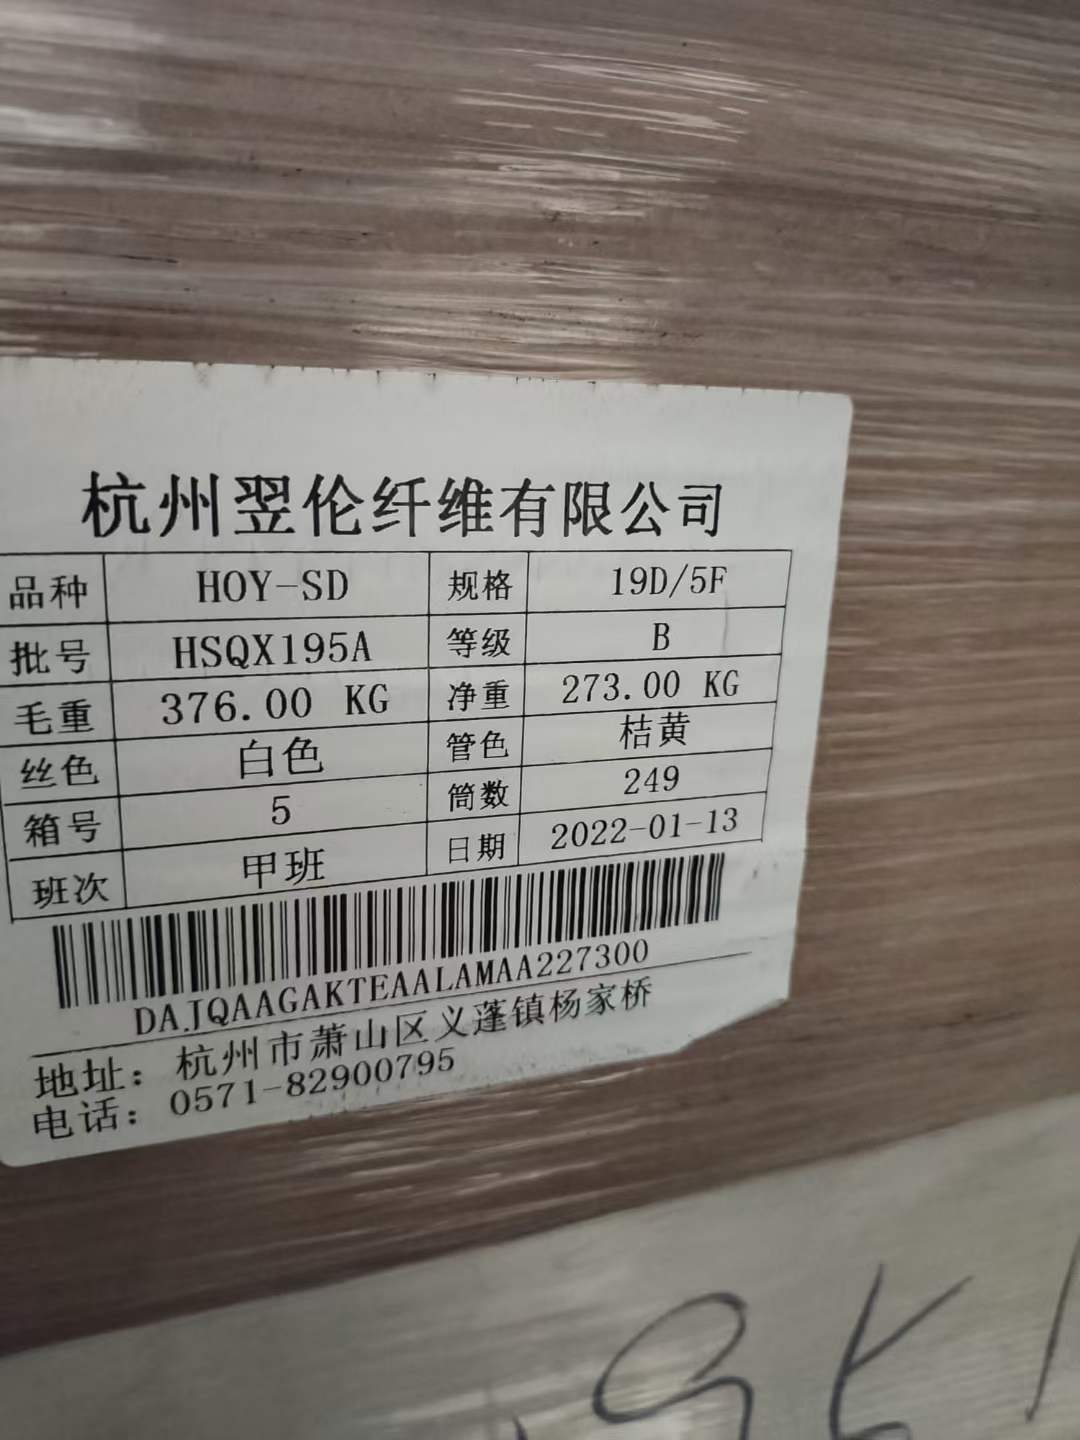 杭州翌伦纤维有限公司
品种 HOY-SD 规格 19D/5F
批号 HSQX195A 等级 B
毛重 376.00 KG 净重 273.00 KG
丝色 白色 管色 桔黄
箱号 5 筒数 249
班次 甲班 日期 2022-01-13
DAJQAAGAKTEAALAMAA227300
地址：杭州市萧山区义蓬镇杨家桥
电话：0571-82900795